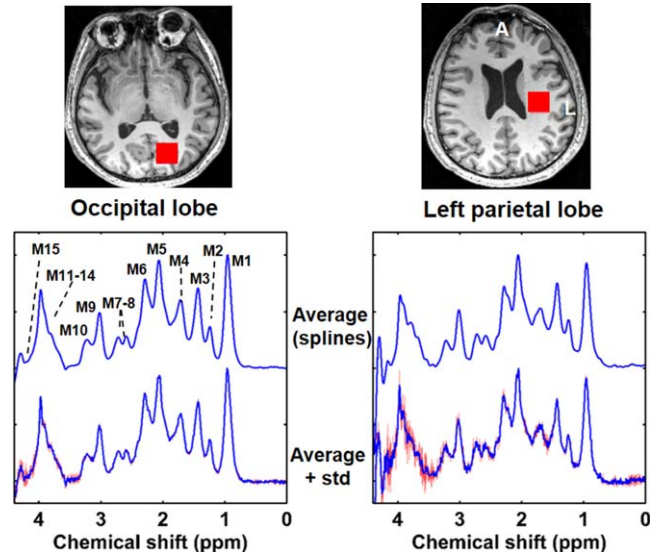 A
L
Occipital lobe
Left parietal lobe
M15
M11-14
M10
M9
M7-8
M6
M5
M4
M3
M2
M1
Average
(splines)
Average
+ std
4 3 2 1 0
Chemical shift (ppm)
4 3 2 1 0
Chemical shift (ppm)